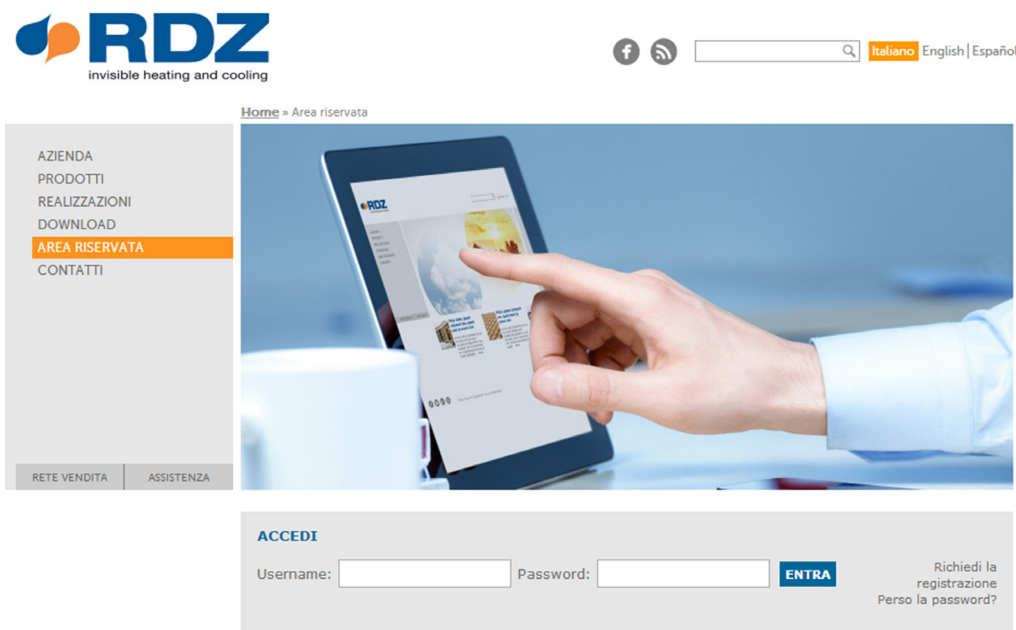 RDZ
invisible heating and cooling
Italiano English | Español
Home » Area riservata
AZIENDA
PRODOTTI
REALIZZAZIONI
DOWNLOAD
AREA RISERVATA
CONTATTI
RETE VENDITA
ASSISTENZA
RDZ
ACCEDI
Username:
Password:
ENTRA
Richiedi la
registrazione
Perso la password?